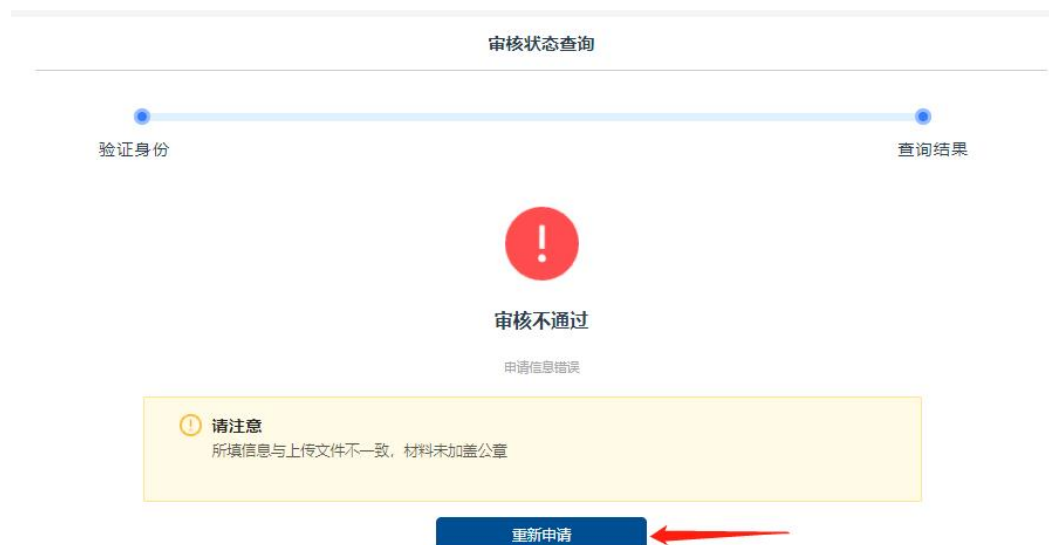 审核状态查询
验证身份
查询结果
审核不通过
申请信息错误
请注意
所填信息与上传文件不一致，材料未加盖公章
重新申请